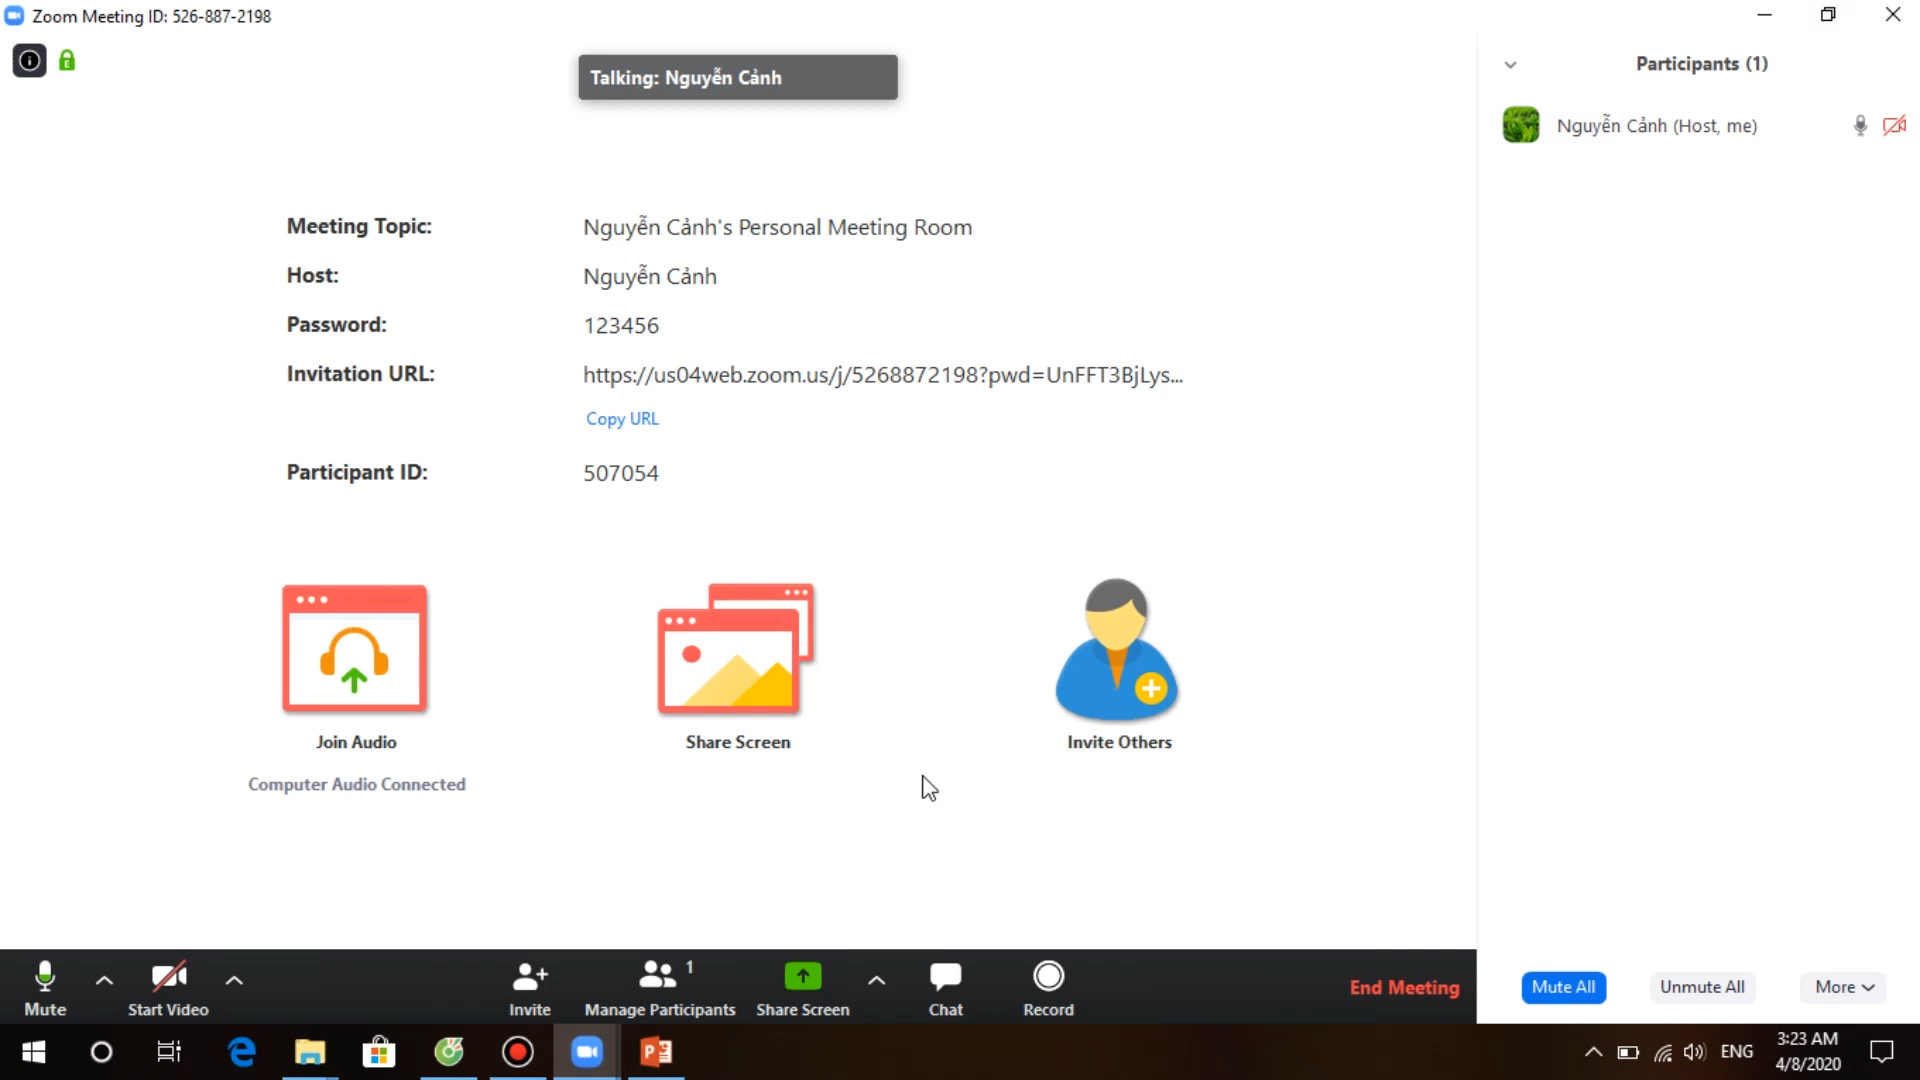 Zoom Meeting ID: 526-887-2198
Talking: Nguyễn Cảnh
Participants (1)
Nguyễn Cảnh (Host, me)
Meeting Topic: Nguyễn Cảnh's Personal Meeting Room
Host: Nguyễn Cảnh
Password: 123456
Invitation URL: https://us04web.zoom.us/j/5268872198?pwd=UnFFT3BjLys...
Copy URL
Participant ID: 507054
Join Audio
Share Screen
Invite Others
Computer Audio Connected
Mute
Start Video
Invite
1
Manage Participants
Share Screen
Chat
Record
End Meeting
Mute All
Unmute All
More
ENG
3:23 AM
4/8/2020